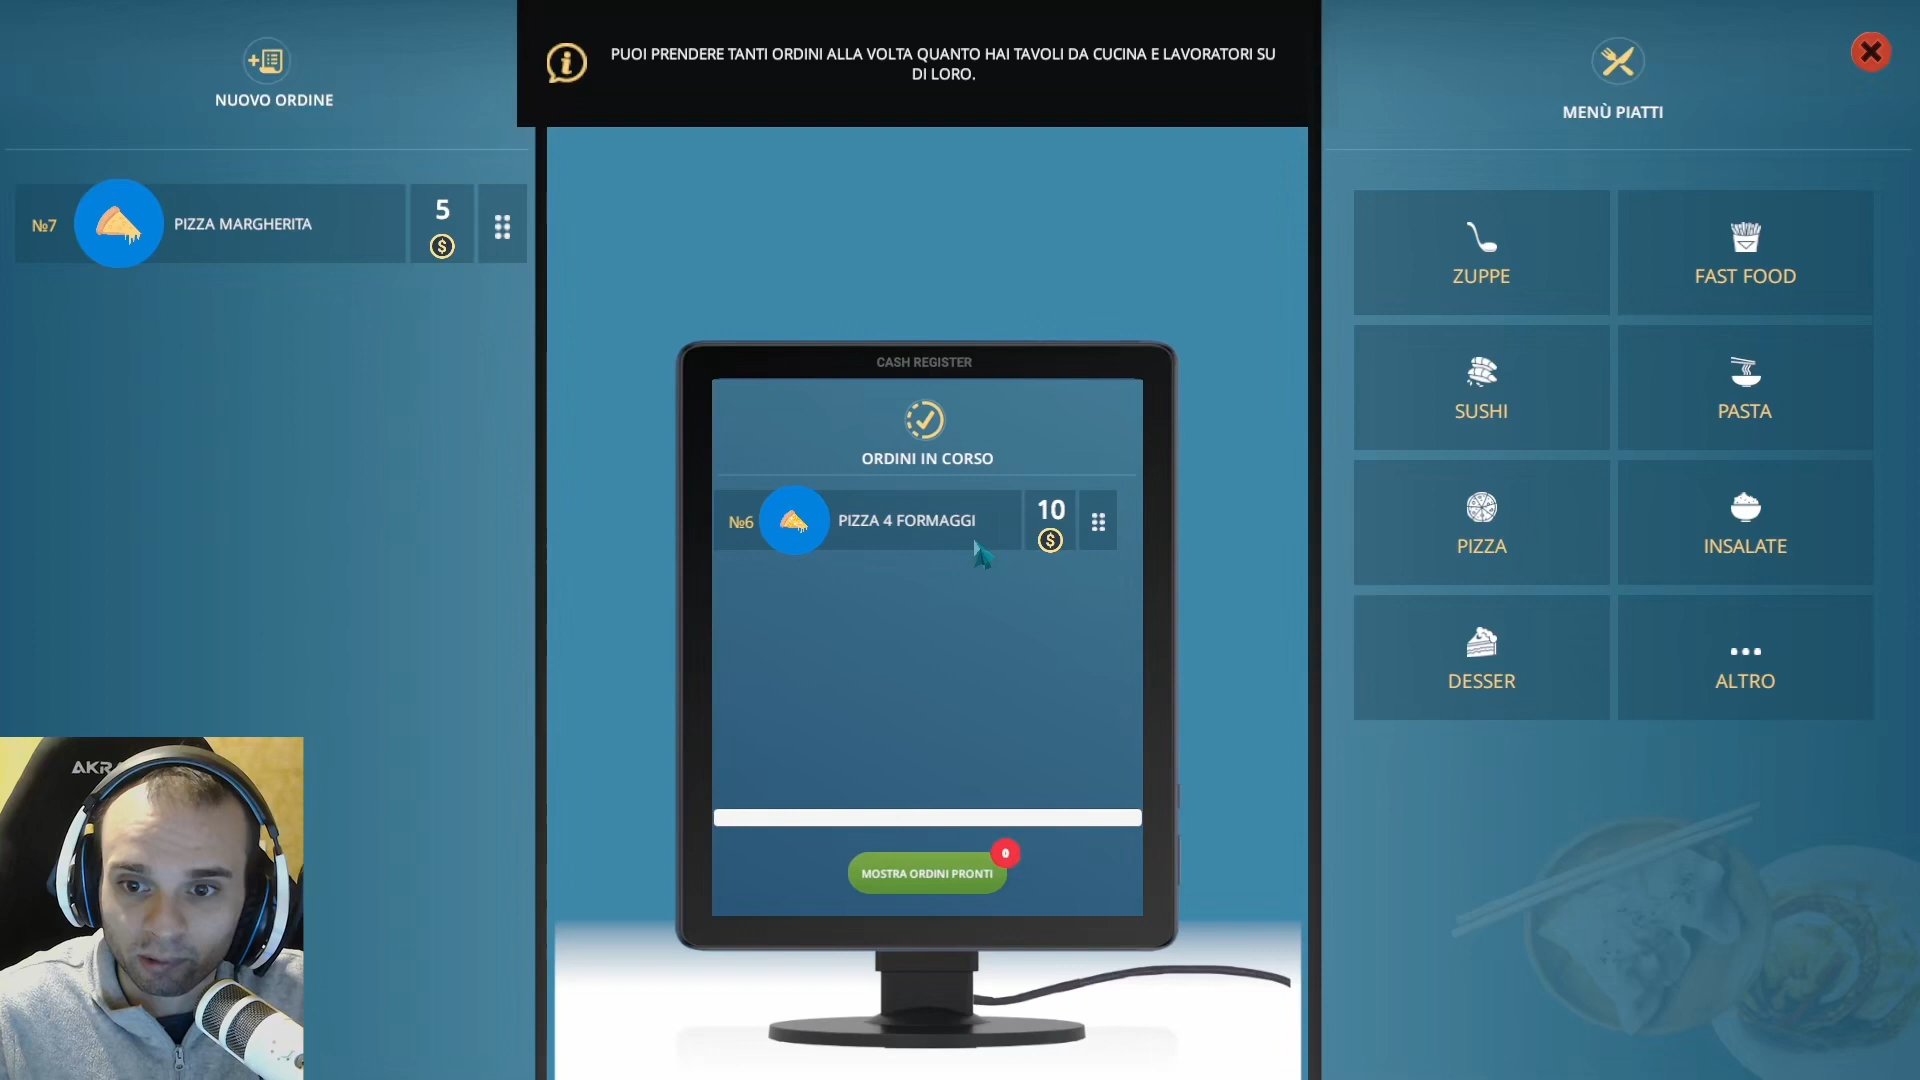 NUOVO ORDINE
№7
PIZZA MARGHERITA
5
PUOI PRENDERE TANTI ORDINI ALLA VOLTA QUANTO HAI TAVOLI DA CUCINA E LAVORATORI SU
DI LORO.
CASH REGISTER
ORDINI IN CORSO
№6
PIZZA 4 FORMAGGI
10
MOSTRA ORDINI PRONTI
0
MENÙ PIATTI
ZUPPE
FAST FOOD
SUSHI
PASTA
PIZZA
INSALATE
DESSER
ALTRO